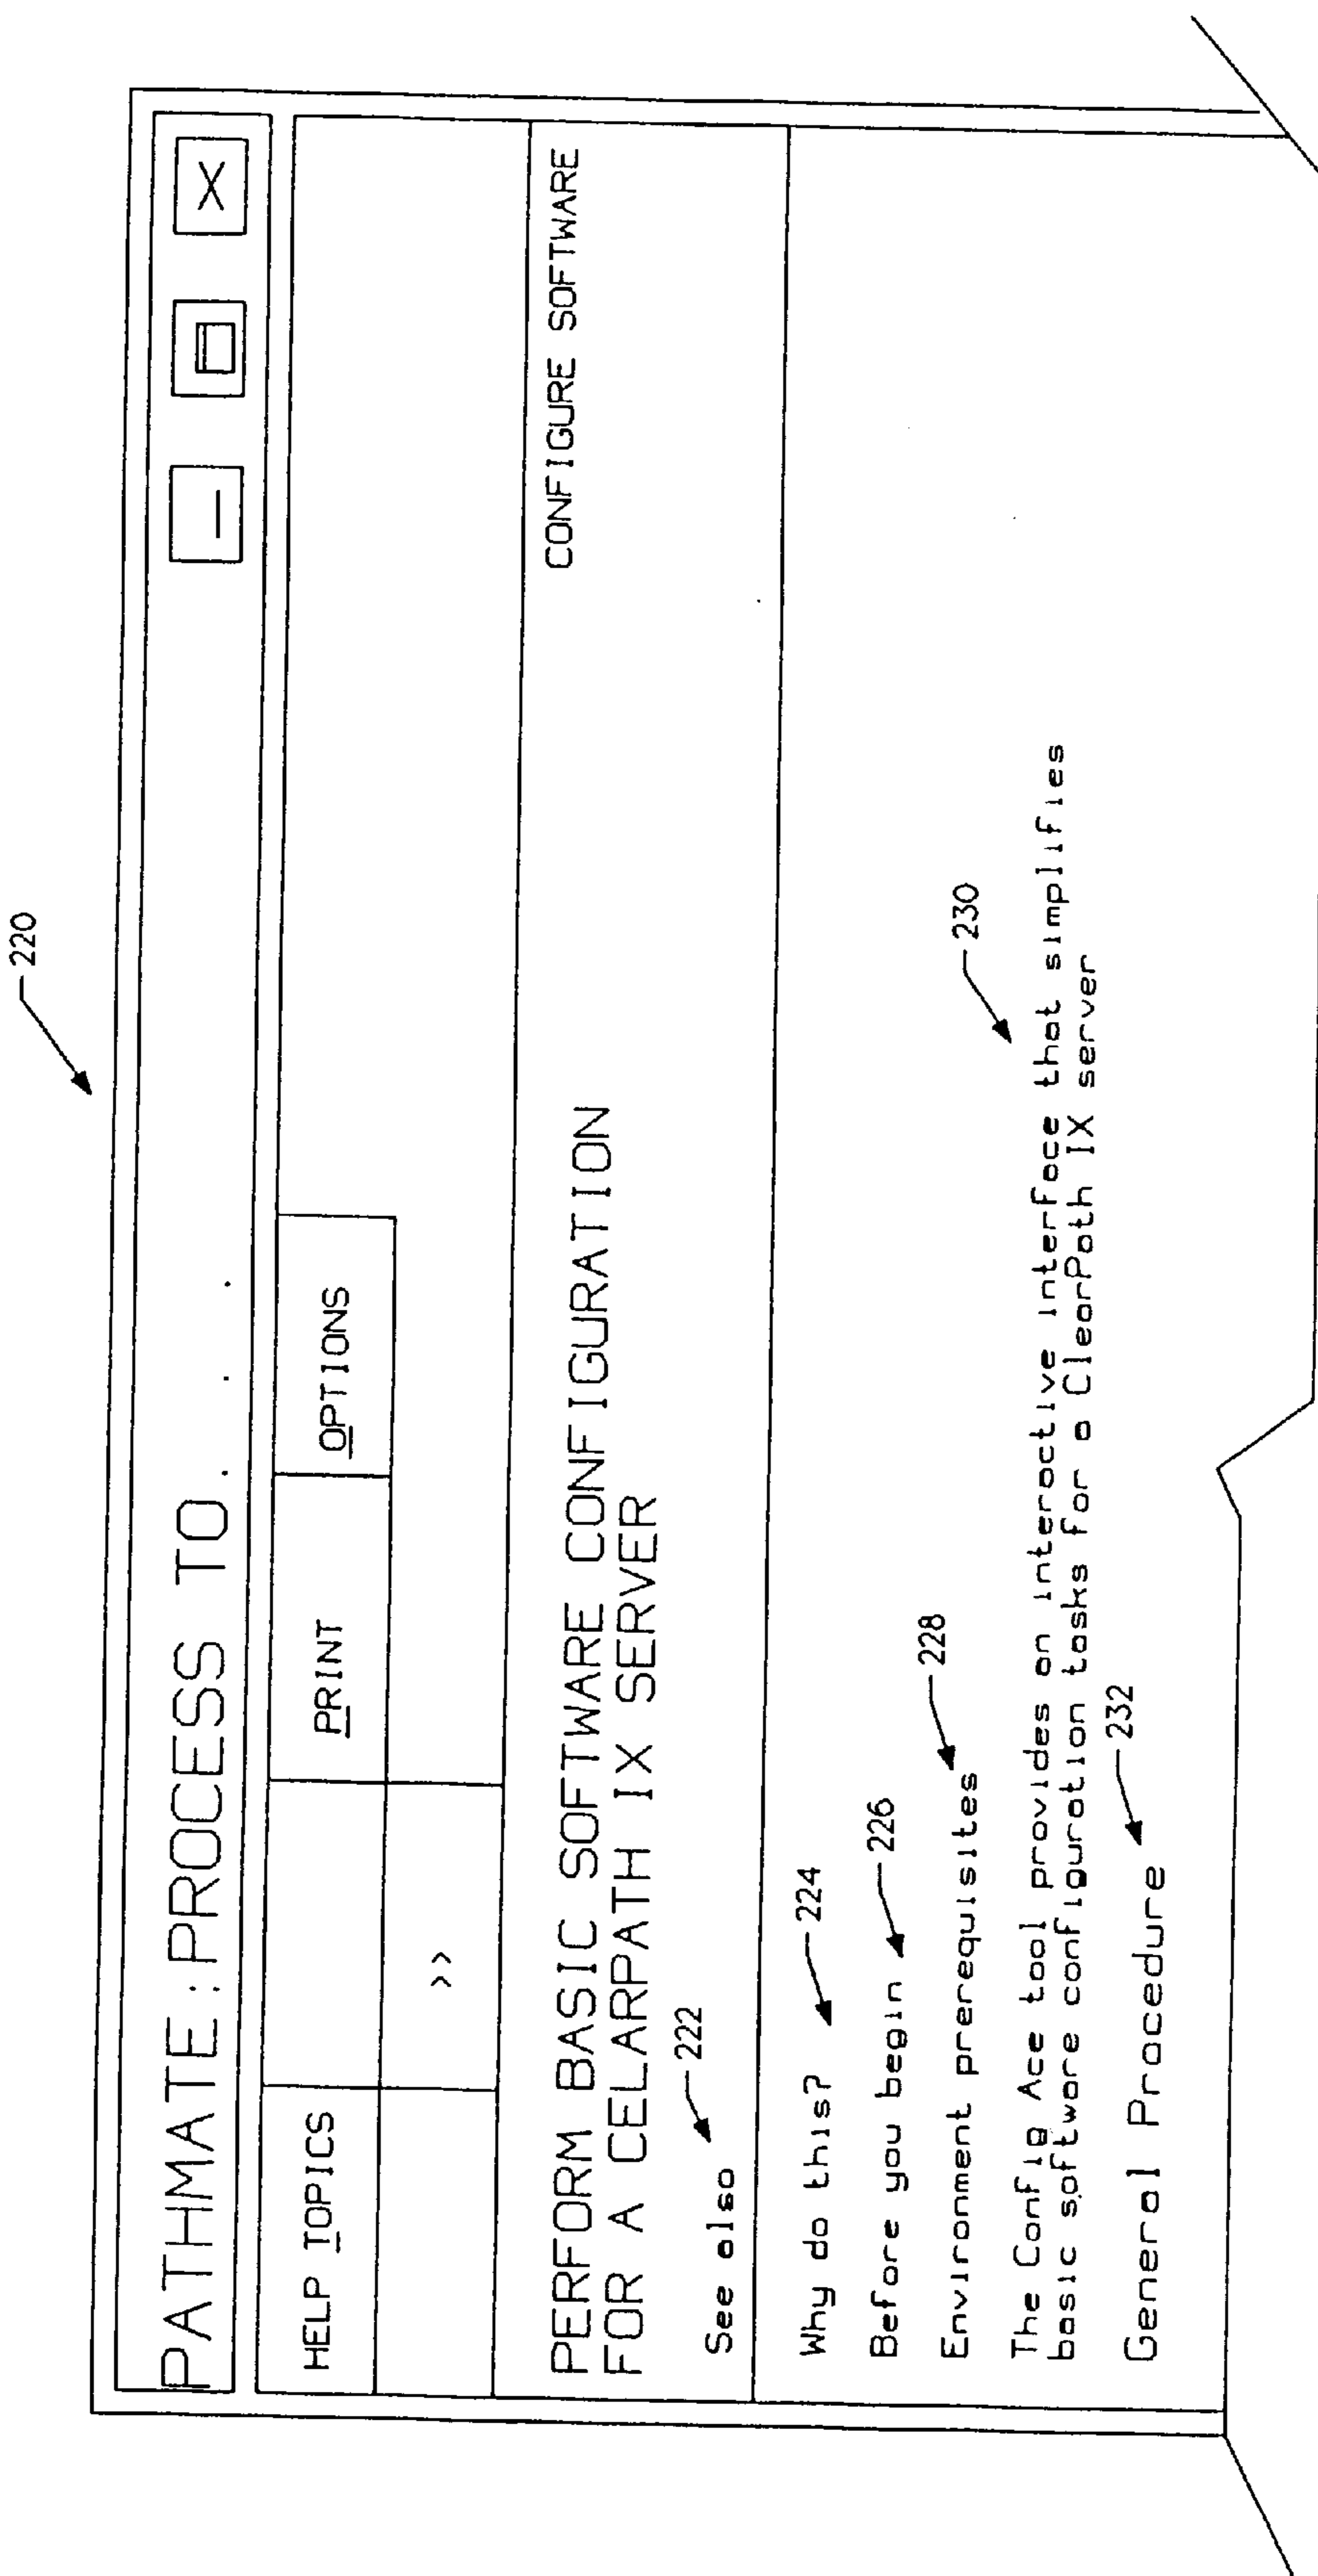 220
PATHMATE:PROCESS TO. . . .
HELP TOPICS PRINT OPTIONS
>>
PERFORM BASIC SOFTWARE CONFIGURATION CONFIGURE SOFTWARE
FOR A CELARPATH IX SERVER
See also 222
Why do this? 224
Before you begin 226
Environment prerequisites 228
230
The Config Ace tool provides an interactive interface that simplifies
basic software configuration tasks for a ClearPath IX server
General Procedure 232